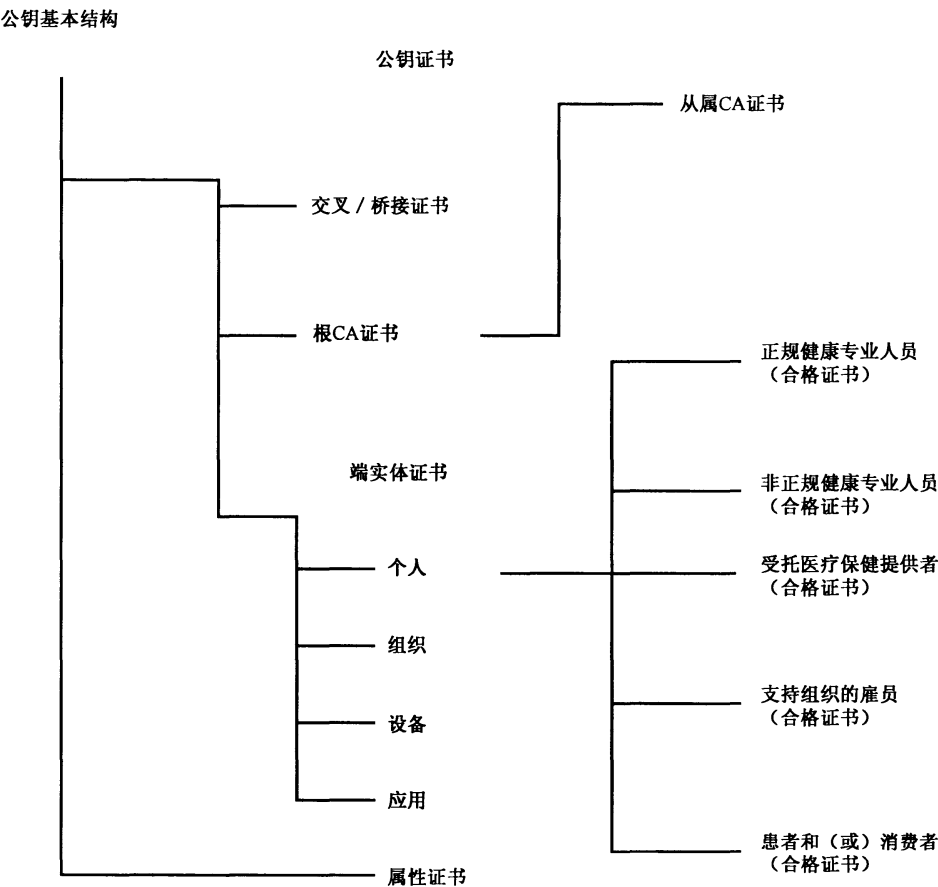 公钥基本结构
公钥证书
从属CA证书
交叉/桥接证书
根CA证书
正规健康专业人员
（合格证书）
端实体证书
非正规健康专业人员
（合格证书）
个人
受托医疗保健提供者
（合格证书）
组织
支持组织的雇员
（合格证书）
设备
应用
患者和（或）消费者
（合格证书）
属性证书